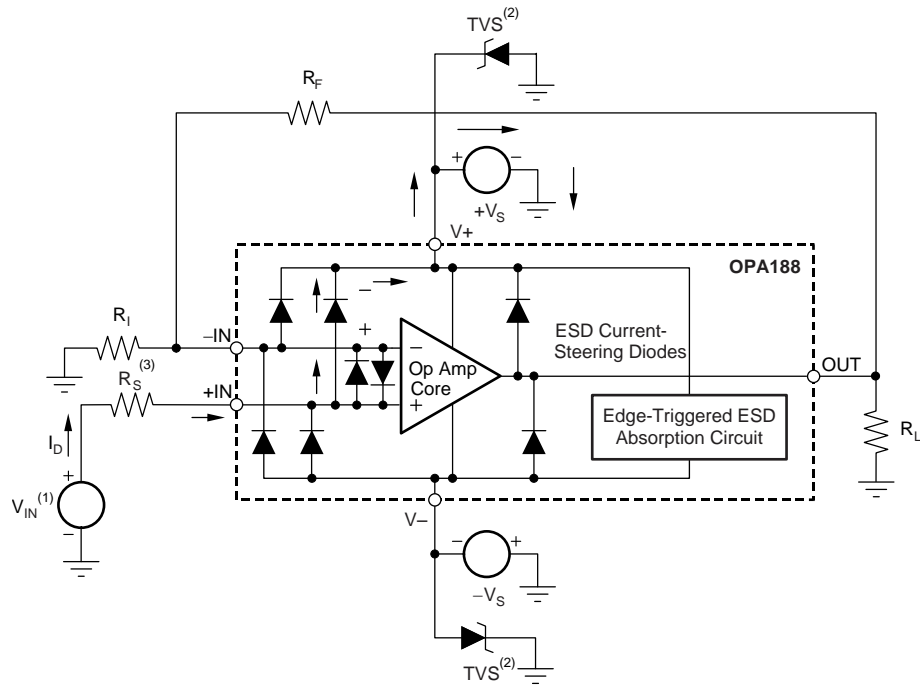 TVS(2)
RF
+ −
+VS
V+
OPA188
−
RI
−IN
+
−
ESD Current-
Steering Diodes
Op Amp
Core
OUT
RS(3)
+IN
+
Edge-Triggered ESD
Absorption Circuit
RL
ID
+
VIN(1)
−
V−
− +
−VS
TVS(2)